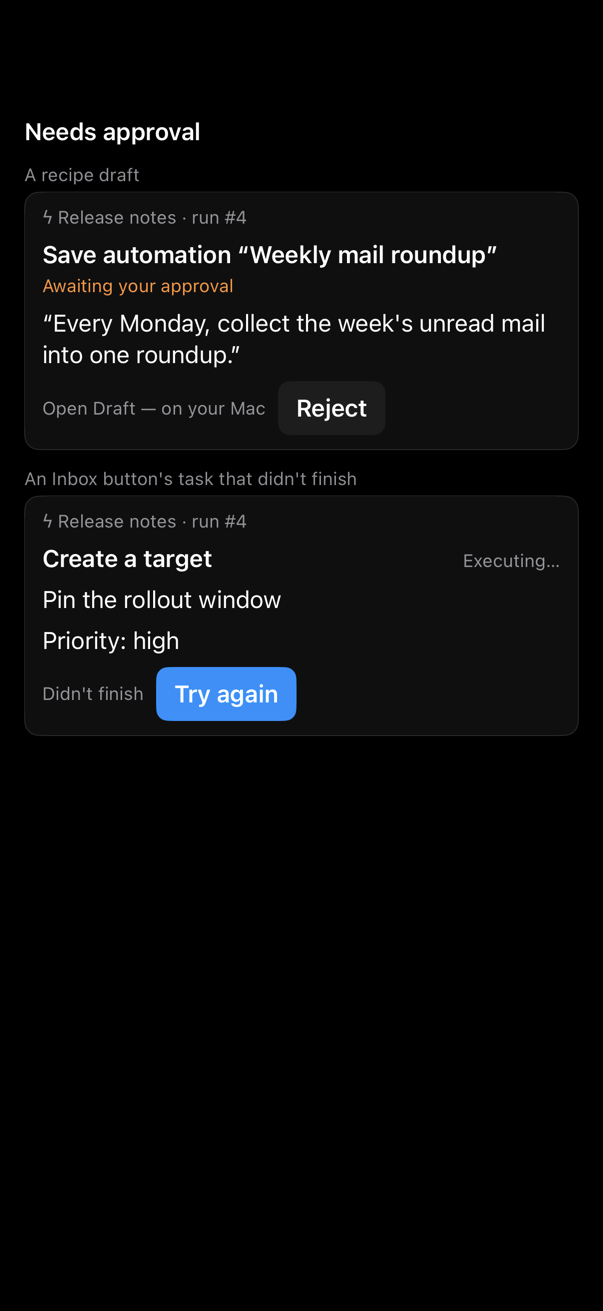 Needs approval
A recipe draft
ϟ Release notes · run #4
Save automation “Weekly mail roundup”
Awaiting your approval
“Every Monday, collect the week's unread mail
into one roundup.”
Open Draft — on your Mac
Reject
An Inbox button's task that didn't finish
ϟ Release notes · run #4
Create a target
Executing…
Pin the rollout window
Priority: high
Didn't finish
Try again